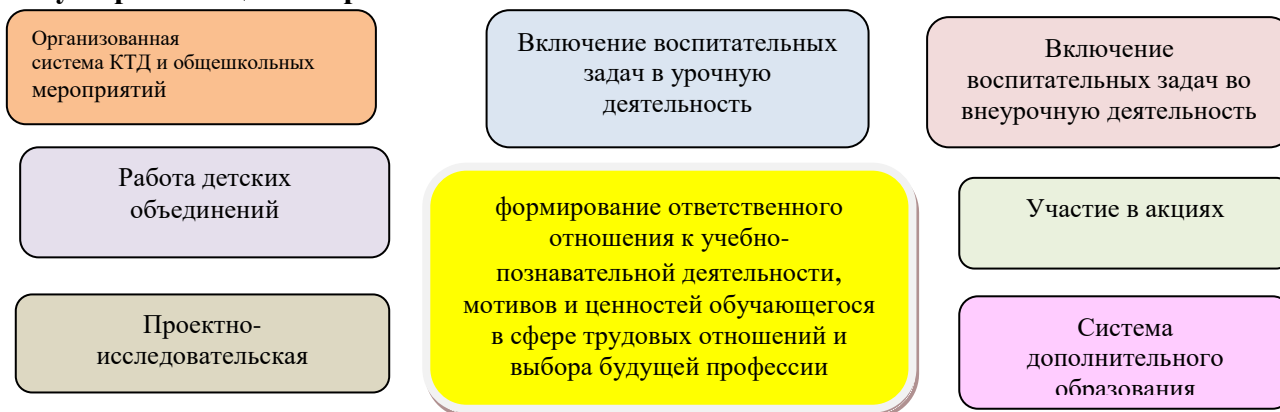 Организованная
система КТД и общешкольных
мероприятий
Включение воспитательных
задач в урочную
деятельность
Включение
воспитательных задач во
внеурочную деятельность
Работа детских
объединений
формирование ответственного
отношения к учебно-
познавательной деятельности,
мотивов и ценностей обучающегося
в сфере трудовых отношений и
выбора будущей профессии
Участие в акциях
Проектно-
исследовательская
Система
дополнительного
образования